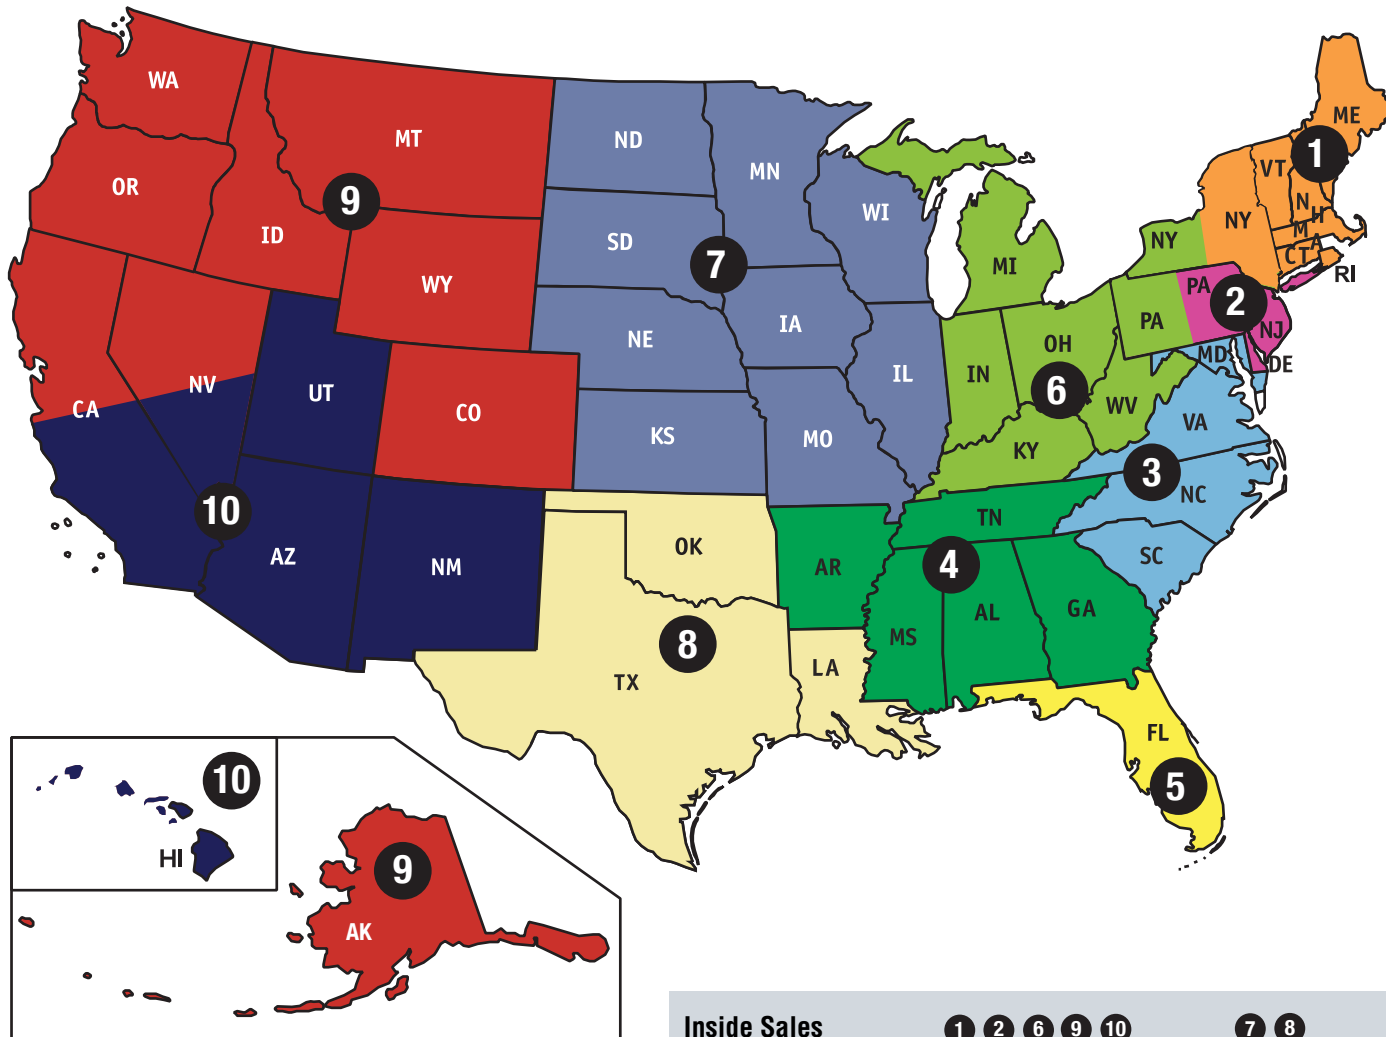 WA
MT
ND
MN
ME
1
VT
OR
9
ID
SD
WI
NY
NY
N
H
M
A
CT
RI
7
MI
WY
PA
2
IA
PA
NJ
NE
OH
MD
DE
NV
UT
IL
IN
6
WV
CA
CO
KS
MO
KY
VA
3
NC
10
TN
AZ
NM
OK
AR
4
SC
AL
GA
MS
8
TX
LA
FL
5
10
HI
9
AK
Inside Sales 1 2 6 9 10 7 8